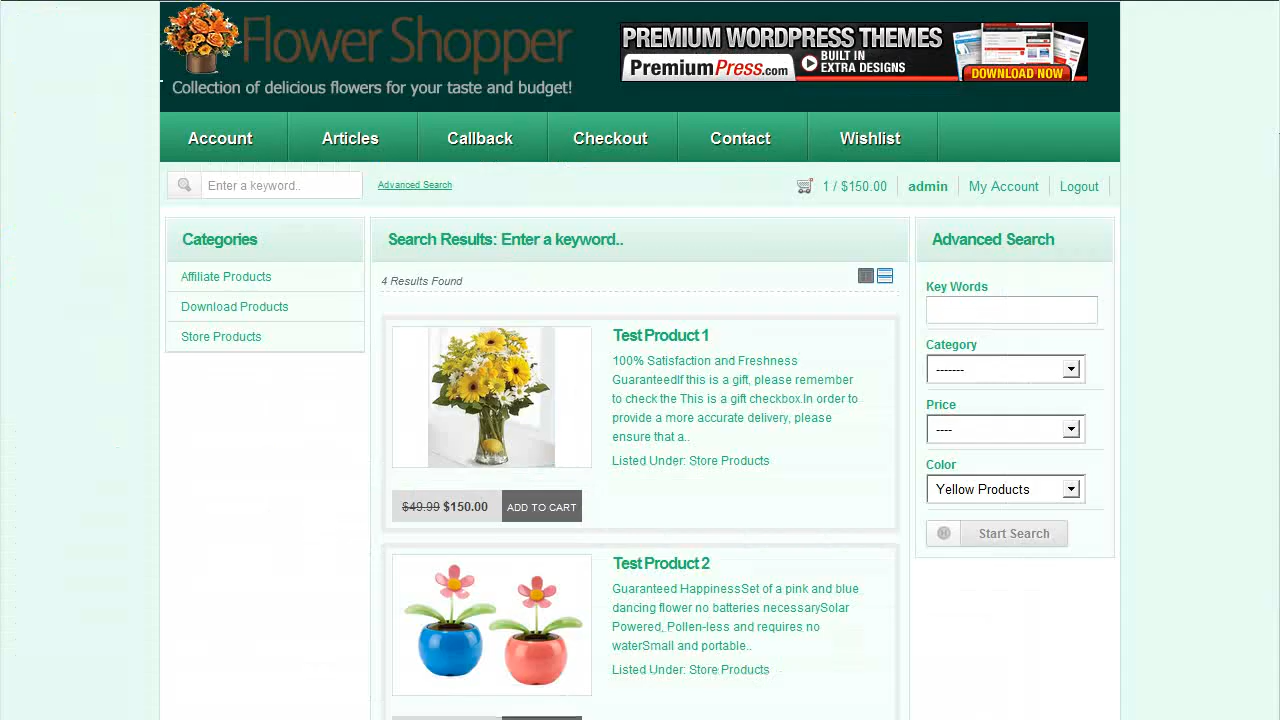 Flower Shopper
Collection of delicious flowers for your taste and budget!
PREMIUM WORDPRESS THEMES
PremiumPress.com
BUILT IN
EXTRA DESIGNS
DOWNLOAD NOW
Account Articles Callback Checkout Contact Wishlist
Enter a keyword.. Advanced Search 1 / $150.00 admin My Account Logout
Categories
Affiliate Products
Download Products
Store Products
Search Results: Enter a keyword..
4 Results Found
Test Product 1
100% Satisfaction and Freshness
GuaranteedIf this is a gift, please remember
to check the This is a gift checkbox.In order to
provide a more accurate delivery, please
ensure that a..
Listed Under: Store Products
$49.99 $150.00 ADD TO CART
Test Product 2
Guaranteed HappinessSet of a pink and blue
dancing flower no batteries necessarySolar
Powered, Pollen-less and requires no
waterSmall and portable..
Listed Under: Store Products
Advanced Search
Key Words
Category
-------
Price
----
Color
Yellow Products
Start Search